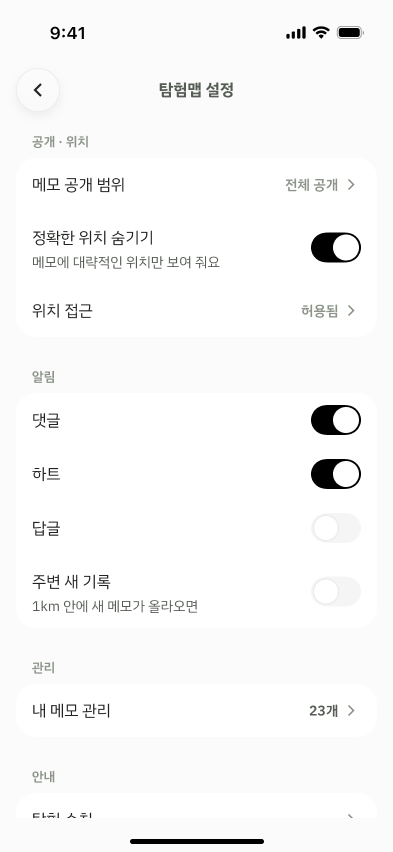 9:41
탐험맵 설정
공개 · 위치
메모 공개 범위
전체 공개
정확한 위치 숨기기
메모에 대략적인 위치만 보여 줘요
위치 접근
허용됨
알림
댓글
하트
답글
주변 새 기록
1km 안에 새 메모가 올라오면
관리
내 메모 관리
23개
안내